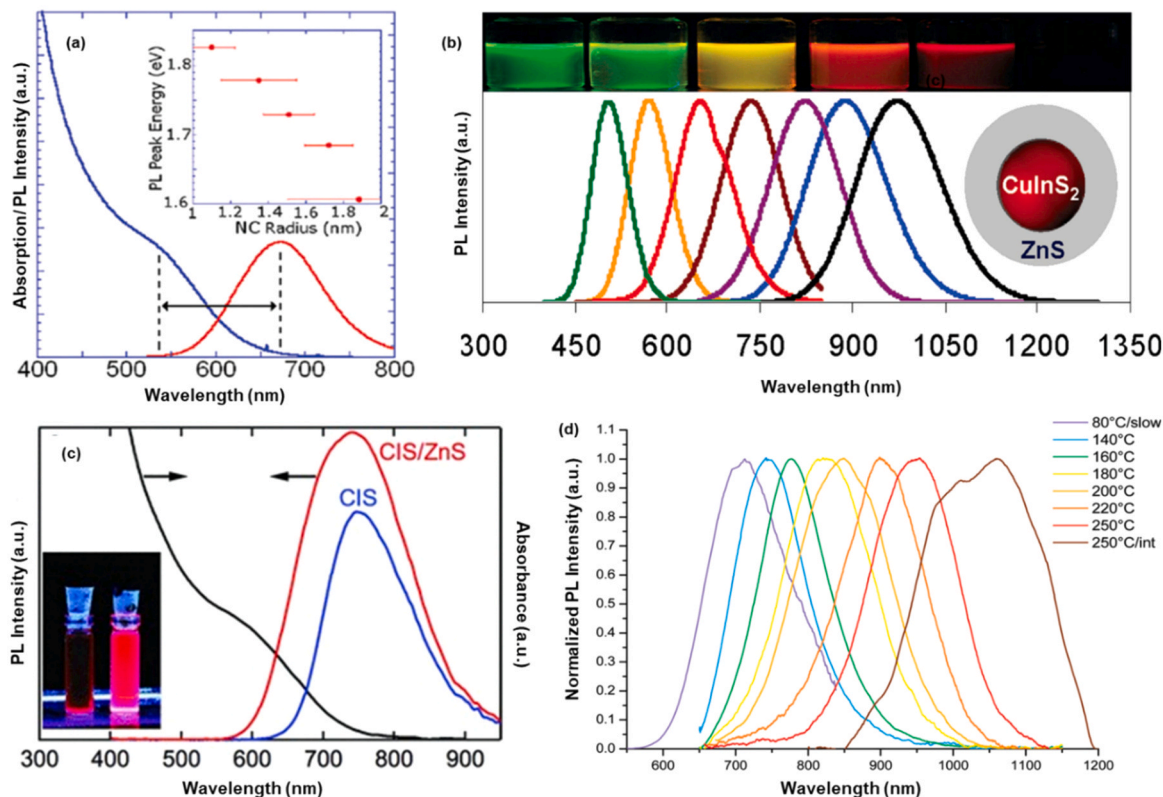 (a)
Absorption/ PL Intensity (a.u.)
PL Peak Energy (eV)
1.8
1.7
1.6
1 1.2 1.4 1.6 1.8 2
NC Radius (nm)
400 500 600 700 800
Wavelength (nm)
(b)
(c)
PL Intensity (a.u.)
CuInS2
ZnS
300 450 600 750 900 1050 1200 1350
Wavelength (nm)
(c)
PL Intensity (a.u.)
CIS/ZnS
CIS
Absorbance (a.u.)
300 400 500 600 700 800 900
Wavelength (nm)
(d)
Normalized PL Intensity (a.u.)
1.1
1.0
0.9
0.8
0.7
0.6
0.5
0.4
0.3
0.2
0.1
0.0
600 700 800 900 1000 1100 1200
Wavelength (nm)
80°C/slow
140°C
160°C
180°C
200°C
220°C
250°C
250°C/int